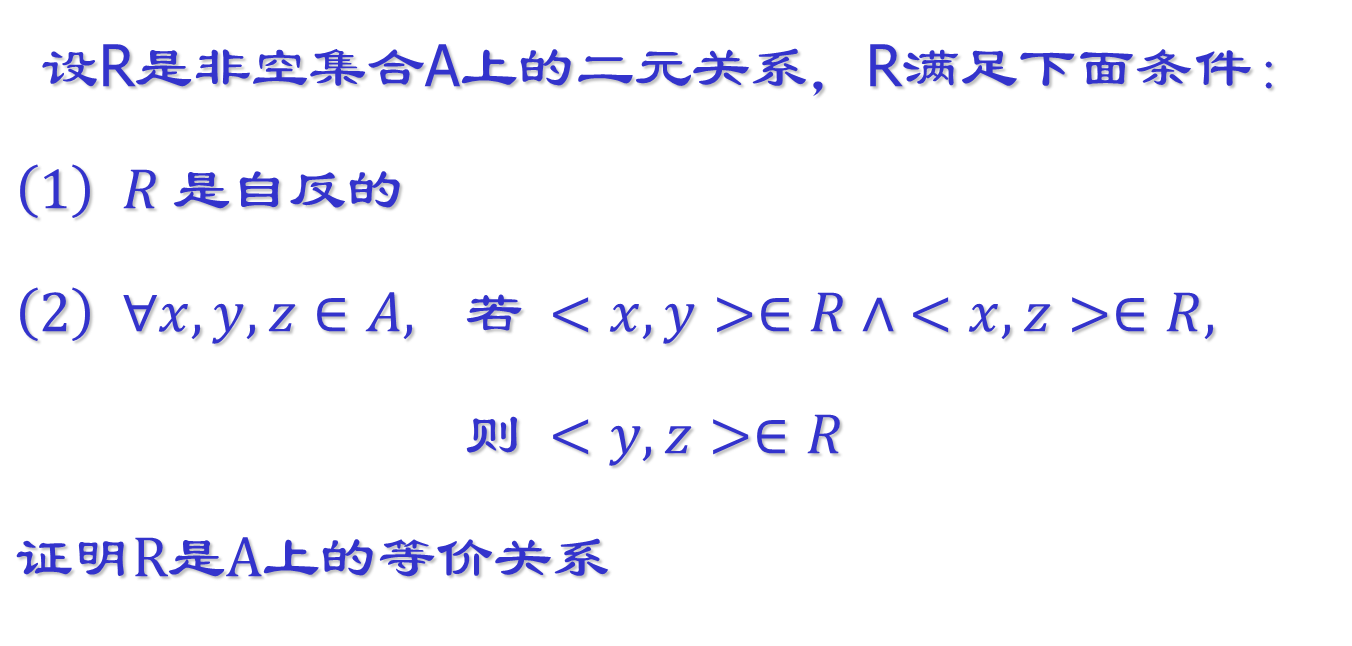 设R是非空集合A上的二元关系，R满足下面条件：
(1) R 是自反的
(2) ∀x, y, z ∈ A, 若 < x, y >∈ R ∧ < x, z >∈ R,
则 < y, z >∈ R
证明R是A上的等价关系